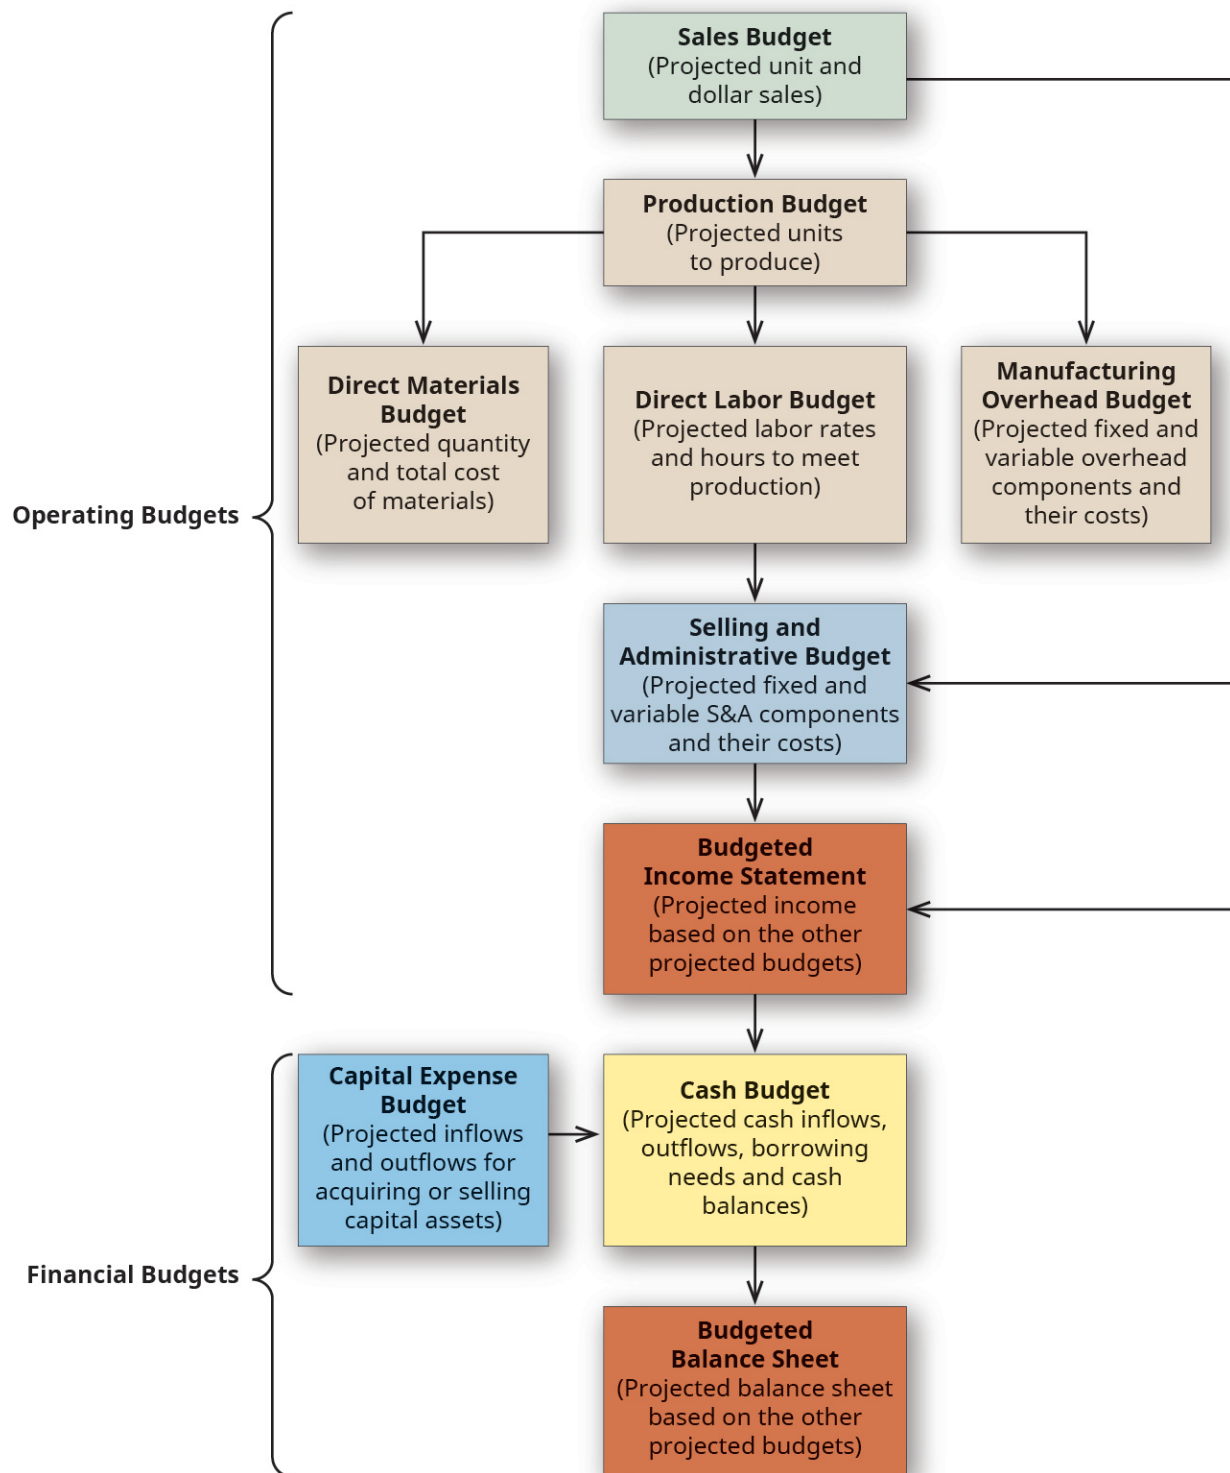 Sales Budget
(Projected unit and
dollar sales)
Production Budget
(Projected units
to produce)
Direct Materials
Budget
(Projected quantity
and total cost
of materials)
Direct Labor Budget
(Projected labor rates
and hours to meet
production)
Manufacturing
Overhead Budget
(Projected fixed and
variable overhead
components and
their costs)
Operating Budgets
Selling and
Administrative Budget
(Projected fixed and
variable S&A components
and their costs)
Budgeted
Income Statement
(Projected income
based on the other
projected budgets)
Capital Expense
Budget
(Projected inflows
and outflows for
acquiring or selling
capital assets)
Cash Budget
(Projected cash inflows,
outflows, borrowing
needs and cash
balances)
Financial Budgets
Budgeted
Balance Sheet
(Projected balance sheet
based on the other
projected budgets)